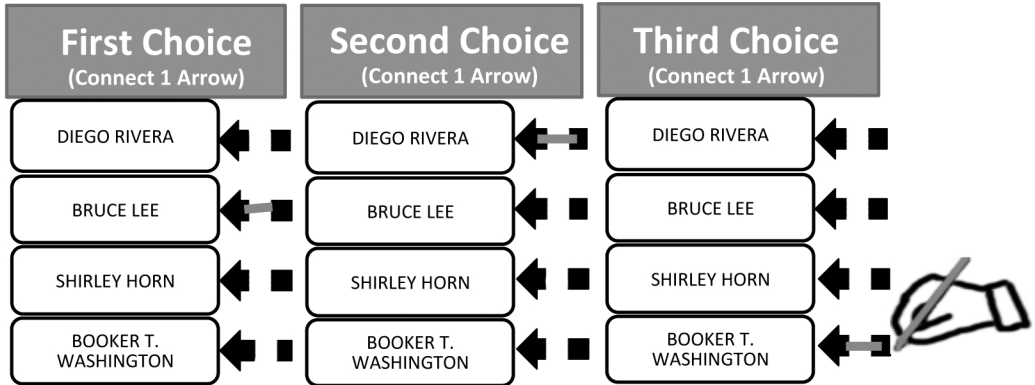 First Choice
(Connect 1 Arrow)
DIEGO RIVERA
BRUCE LEE
SHIRLEY HORN
BOOKER T.
WASHINGTON
Second Choice
(Connect 1 Arrow)
DIEGO RIVERA
BRUCE LEE
SHIRLEY HORN
BOOKER T.
WASHINGTON
Third Choice
(Connect 1 Arrow)
DIEGO RIVERA
BRUCE LEE
SHIRLEY HORN
BOOKER T.
WASHINGTON